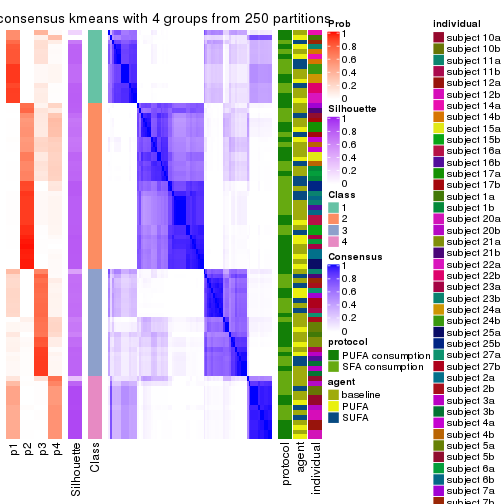 consensus kmeans with 4 groups from 250 partitions
Prob
1
0.8
0.6
0.4
0.2
0
Silhouette
1
0.8
0.6
0.4
0.2
0
Class
1
2
3
4
Consensus
1
0.8
0.6
0.4
0.2
0
protocol
PUFA consumption
SFA consumption
agent
baseline
PUFA
SUFA
individual
subject 10a
subject 10b
subject 11a
subject 11b
subject 12a
subject 12b
subject 14a
subject 14b
subject 15a
subject 15b
subject 16a
subject 16b
subject 17a
subject 17b
subject 1a
subject 1b
subject 20a
subject 20b
subject 21a
subject 21b
subject 22a
subject 22b
subject 23a
subject 23b
subject 24a
subject 24b
subject 25a
subject 25b
subject 27a
subject 27b
subject 2a
subject 2b
subject 3a
subject 3b
subject 4a
subject 4b
subject 5a
subject 5b
subject 6a
subject 6b
subject 7a
subject 7b
p1
p2
p3
p4
Silhouette
Class
protocol
agent
individual